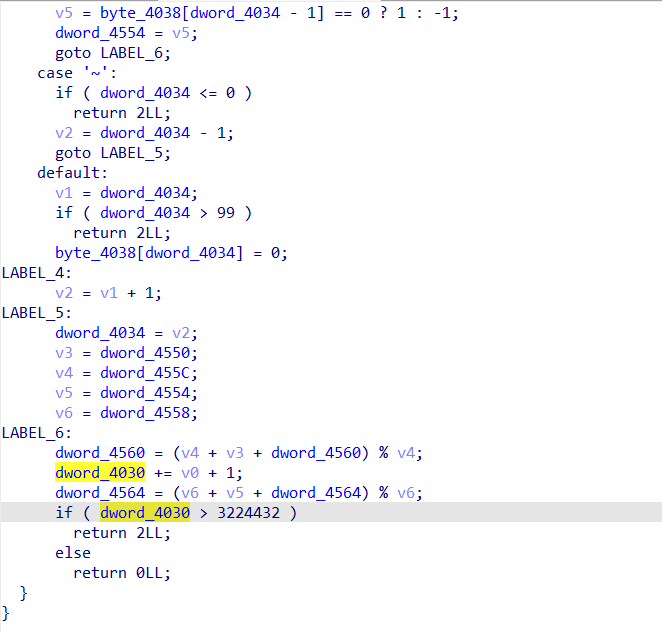 v5 = byte_4038[dword_4034 - 1] == 0 ? 1 : -1;
dword_4554 = v5;
goto LABEL_6;
case '~':
if ( dword_4034 <= 0 )
return 2LL;
v2 = dword_4034 - 1;
goto LABEL_5;
default:
v1 = dword_4034;
if ( dword_4034 > 99 )
return 2LL;
byte_4038[dword_4034] = 0;
LABEL_4:
v2 = v1 + 1;
LABEL_5:
dword_4034 = v2;
v3 = dword_4550;
v4 = dword_455C;
v5 = dword_4554;
v6 = dword_4558;
LABEL_6:
dword_4560 = (v4 + v3 + dword_4560) % v4;
dword_4030 += v0 + 1;
dword_4564 = (v6 + v5 + dword_4564) % v6;
if ( dword_4030 > 3224432 )
return 2LL;
else
return 0LL;
}
}